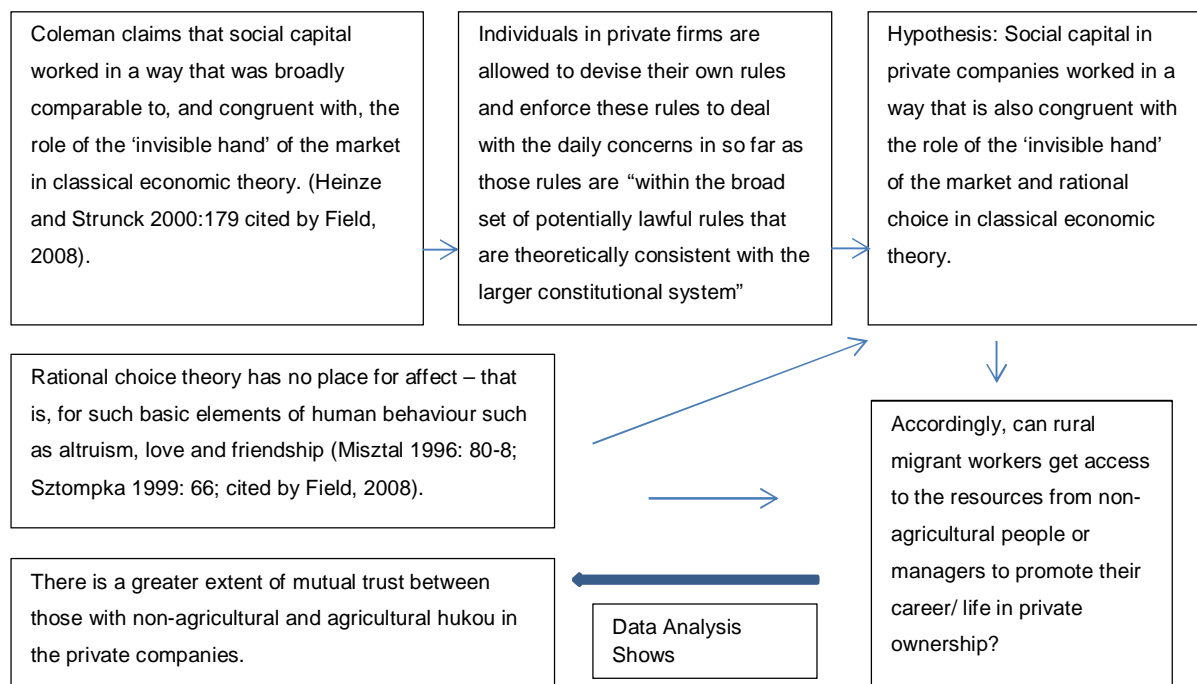 Coleman claims that social capital
worked in a way that was broadly
comparable to, and congruent with, the
role of the ‘invisible hand’ of the market
in classical economic theory. (Heinze
and Strunck 2000:179 cited by Field,
2008).
Individuals in private firms are
allowed to devise their own rules
and enforce these rules to deal
with the daily concerns in so far as
those rules are “within the broad
set of potentially lawful rules that
are theoretically consistent with the
larger constitutional system”
Hypothesis: Social capital in
private companies worked in a
way that is also congruent with
the role of the ‘invisible hand’
of the market and rational
choice in classical economic
theory.
Rational choice theory has no place for affect – that
is, for such basic elements of human behaviour such
as altruism, love and friendship (Misztal 1996: 80-8;
Sztompka 1999: 66; cited by Field, 2008).
Accordingly, can rural
migrant workers get access
to the resources from non-
agricultural people or
managers to promote their
career/ life in private
ownership?
There is a greater extent of mutual trust between
those with non-agricultural and agricultural hukou in
the private companies.
Data Analysis
Shows